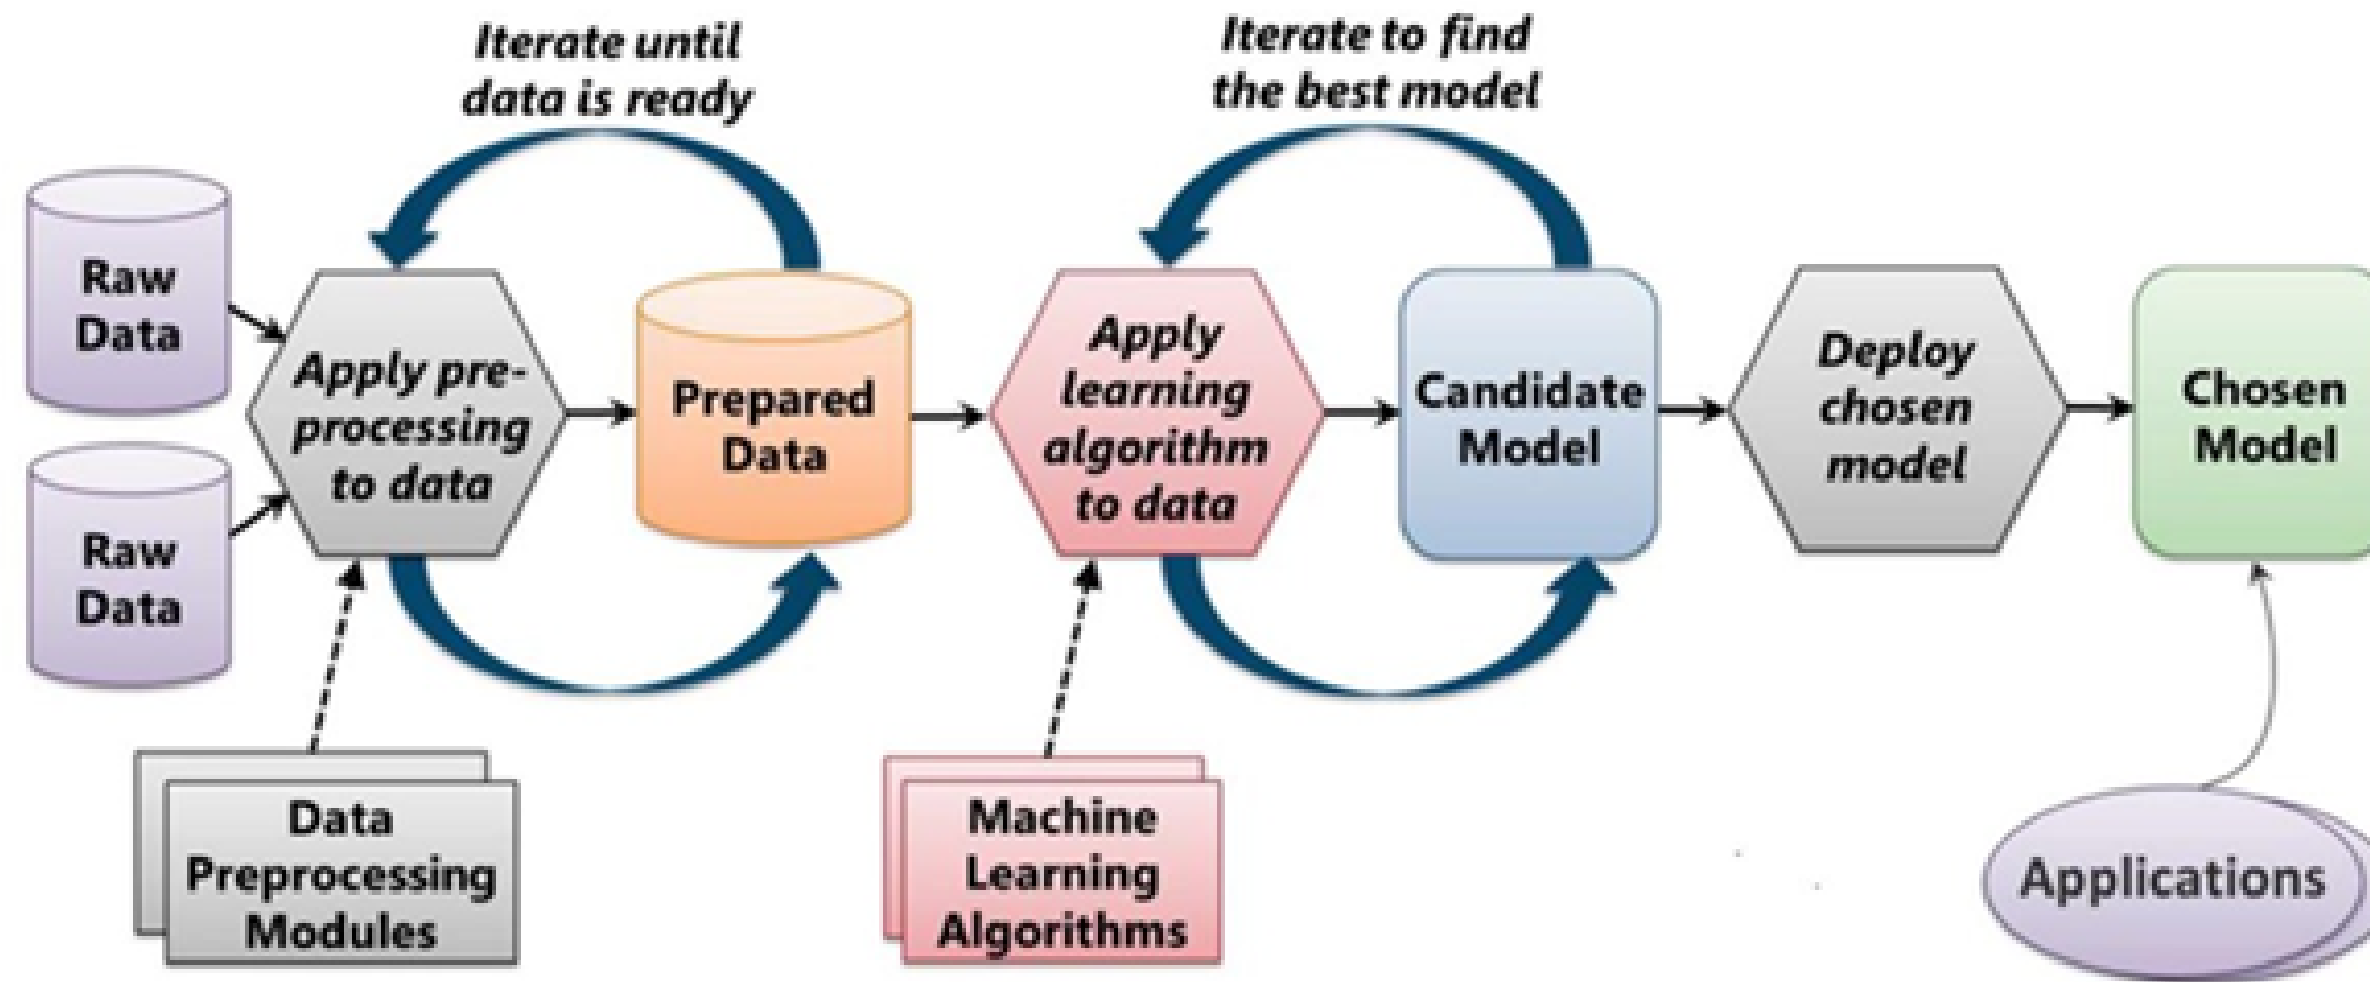 Iterate until
data is ready
Iterate to find
the best model
Raw
Data
Raw
Data
Apply pre-
processing
to data
Prepared
Data
Apply
learning
algorithm
to data
Candidate
Model
Deploy
chosen
model
Chosen
Model
Data
Preprocessing
Modules
Machine
Learning
Algorithms
Applications